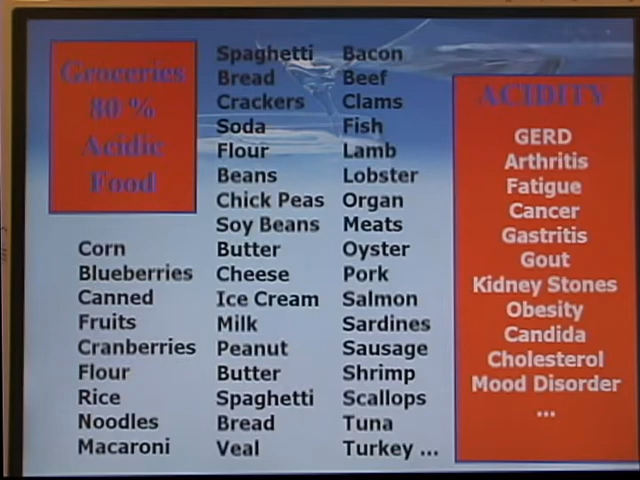 Groceries
80 %
Acidic
Food
Corn
Blueberries
Canned
Fruits
Cranberries
Flour
Rice
Noodles
Macaroni
Spaghetti
Bread
Crackers
Soda
Flour
Beans
Chick Peas
Soy Beans
Butter
Cheese
Ice Cream
Milk
Peanut
Butter
Spaghetti
Bread
Veal
Bacon
Beef
Clams
Fish
Lamb
Lobster
Organ
Meats
Oyster
Pork
Salmon
Sardines
Sausage
Shrimp
Scallops
Tuna
Turkey ...
ACIDITY
GERD
Arthritis
Fatigue
Cancer
Gastritis
Gout
Kidney Stones
Obesity
Candida
Cholesterol
Mood Disorder
...